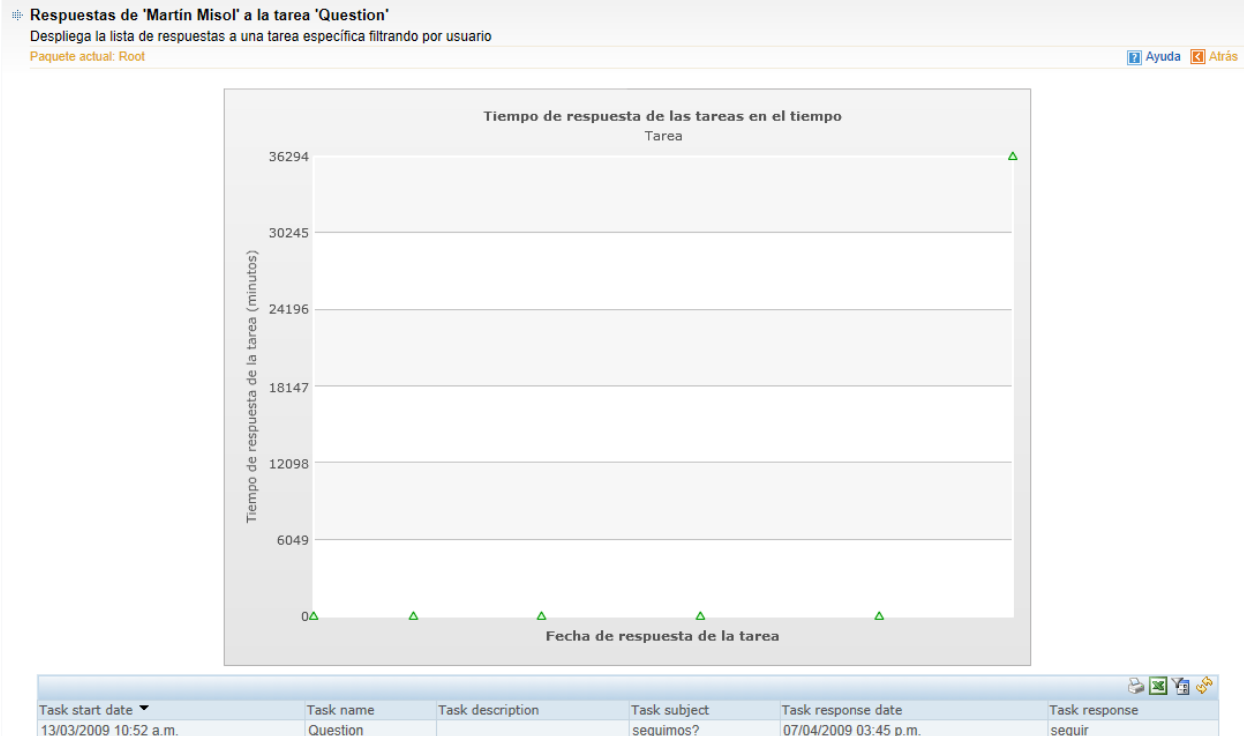 Respuestas de 'Martín Misol' a la tarea 'Question'
Despliega la lista de respuestas a una tarea específica filtrando por usuario
Paquete actual: Root
Ayuda Atrás
Tiempo de respuesta de las tareas en el tiempo
Tarea
36294
30245
24196
18147
12098
6049
0
Tiempo de respuesta de la tarea (minutos)
Fecha de respuesta de la tarea
Task start date Task name Task description Task subject Task response date Task response
13/03/2009 10:52 a.m. Question seguimos? 07/04/2009 03:45 p.m. seguir